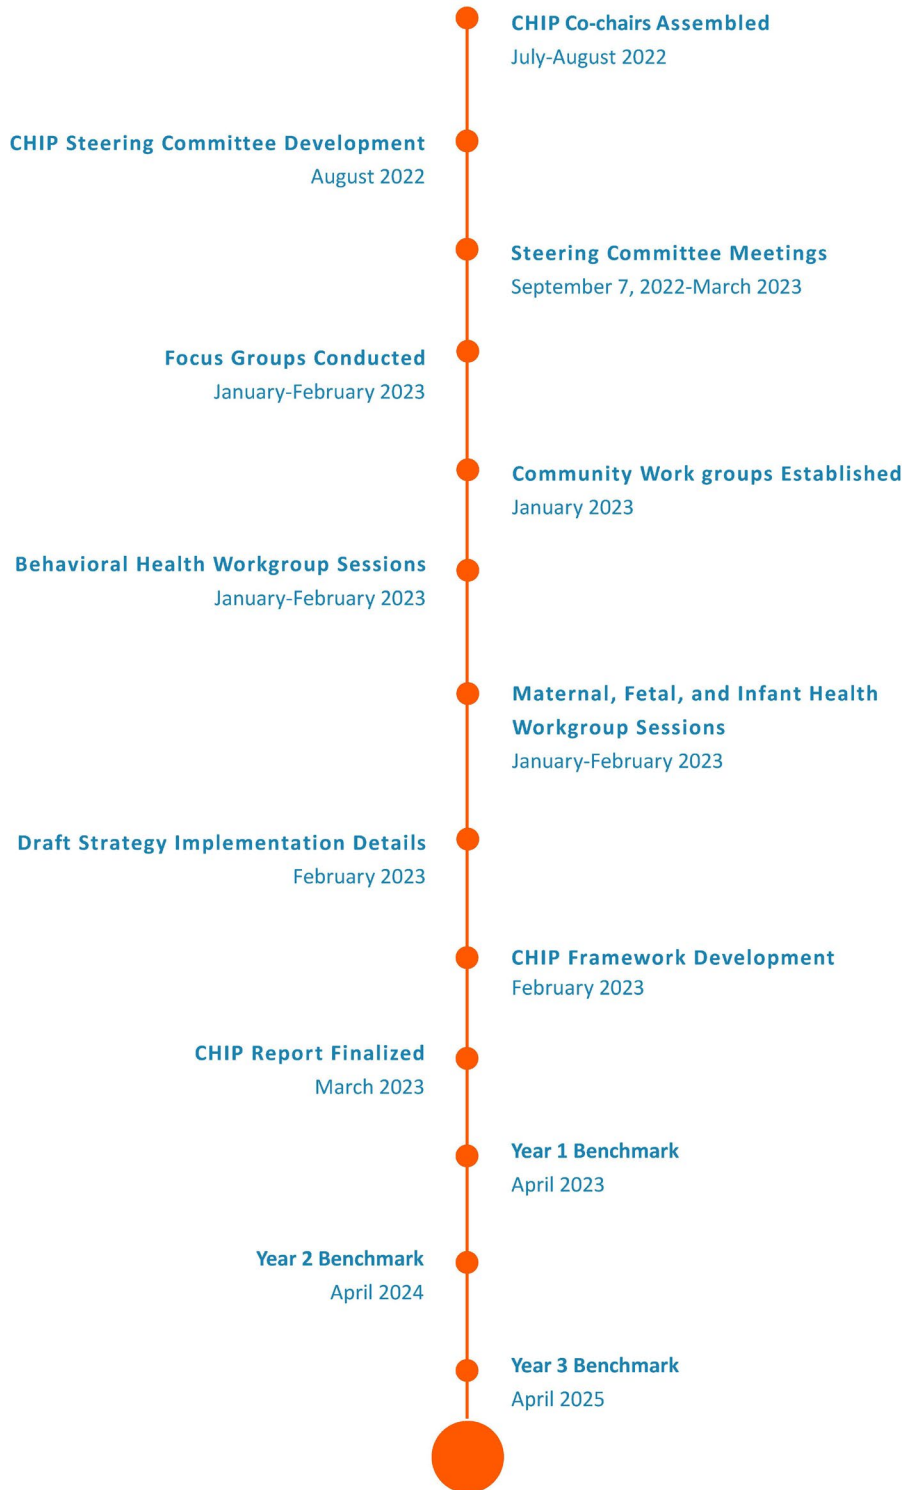 CHIP Co-chairs Assembled
July-August 2022
CHIP Steering Committee Development
August 2022
Steering Committee Meetings
September 7, 2022-March 2023
Focus Groups Conducted
January-February 2023
Community Work groups Established
January 2023
Behavioral Health Workgroup Sessions
January-February 2023
Maternal, Fetal, and Infant Health
Workgroup Sessions
January-February 2023
Draft Strategy Implementation Details
February 2023
CHIP Framework Development
February 2023
CHIP Report Finalized
March 2023
Year 1 Benchmark
April 2023
Year 2 Benchmark
April 2024
Year 3 Benchmark
April 2025